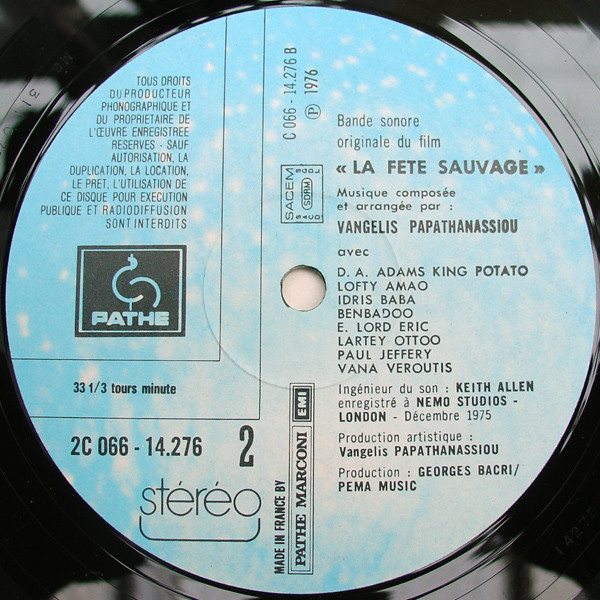 TOUS DROITS
DU PRODUCTEUR
PHONOGRAPHIQUE ET
DU PROPRIETAIRE DE
L'ŒUVRE ENREGISTREE
RESERVES - SAUF
AUTORISATION, LA
DUPLICATION, LA LOCATION,
LE PRET, L'UTILISATION DE
CE DISQUE POUR EXECUTION
PUBLIQUE ET RADIODIFFUSION
SONT INTERDITS
PATHE
33 1/3 tours minute
2C 066 - 14.276 2
stéréo
C 066 - 14.276 B
℗ 1976
SACEM
SDRM
SACD
SGDL
MADE IN FRANCE BY
PATHE MARCONI EMI
Bande sonore
originale du film
« LA FETE SAUVAGE »
Musique composée
et arrangée par :
VANGELIS PAPATHANASSIOU
avec
D. A. ADAMS KING POTATO
LOFTY AMAO
IDRIS BABA
BENBADOO
E. LORD ERIC
LARTEY OTTOO
PAUL JEFFERY
VANA VEROUTIS
Ingénieur du son : KEITH ALLEN
enregistré à NEMO STUDIOS -
LONDON - Décembre 1975
Production artistique :
Vangelis PAPATHANASSIOU
Production : GEORGES BACRI/
PEMA MUSIC